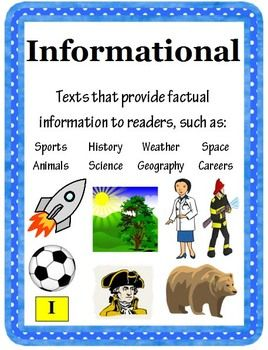 Informational
Texts that provide factual
information to readers, such as:
Sports History Weather Space
Animals Science Geography Careers
I